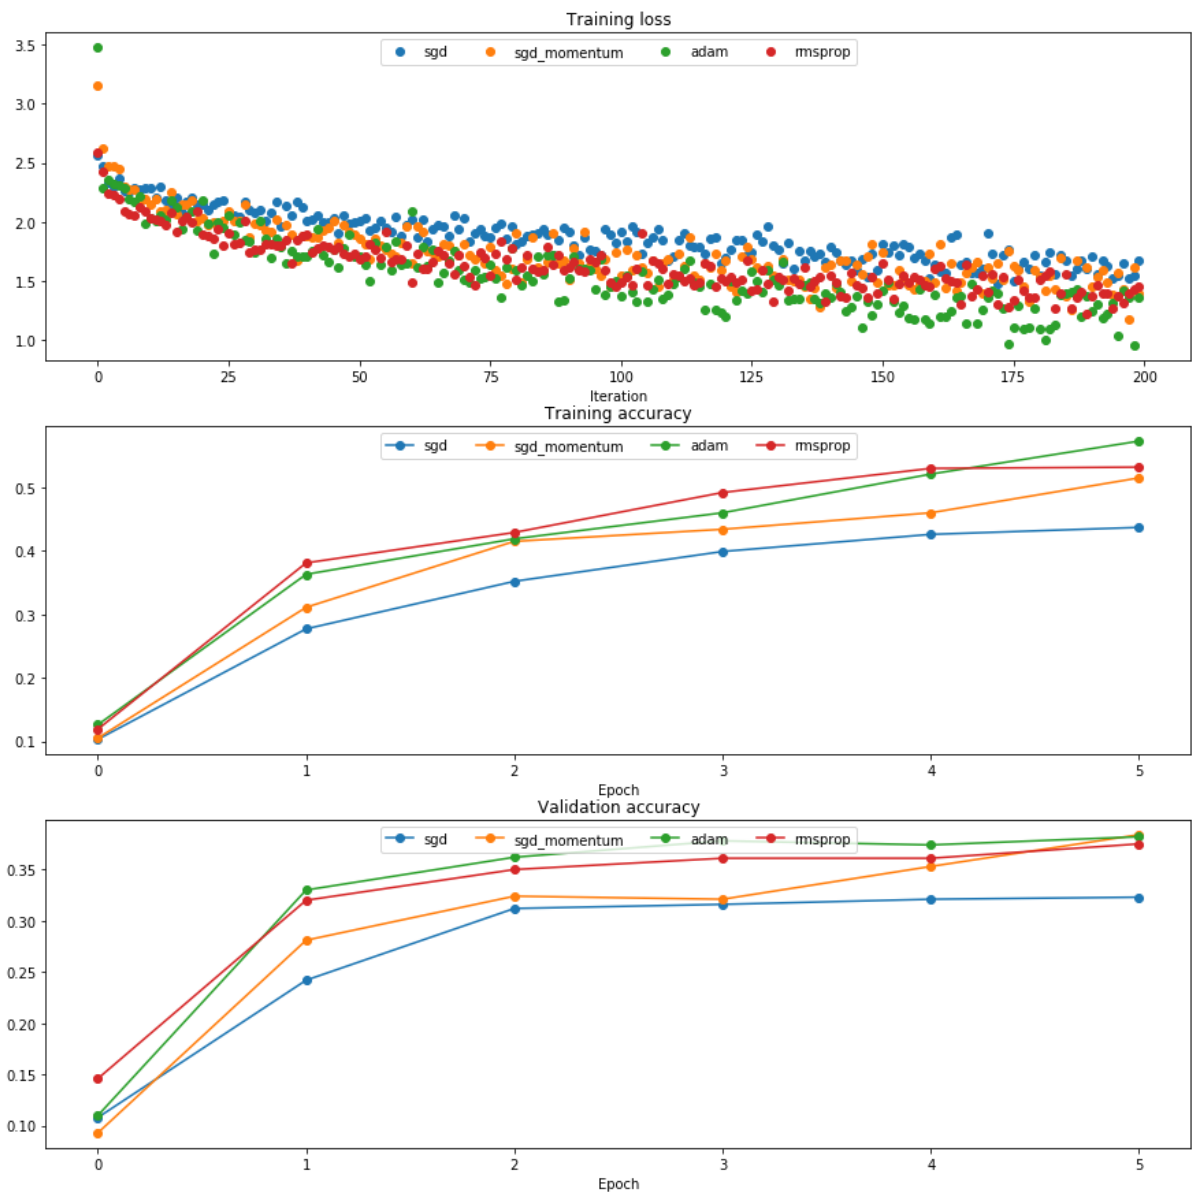 Training loss
sgd sgd_momentum adam rmsprop
3.5
3.0
2.5
2.0
1.5
1.0
0 25 50 75 100 125 150 175 200
Iteration
Training accuracy
sgd sgd_momentum adam rmsprop
0.5
0.4
0.3
0.2
0.1
0 1 2 3 4 5
Epoch
Validation accuracy
sgd sgd_momentum adam rmsprop
0.35
0.30
0.25
0.20
0.15
0.10
0 1 2 3 4 5
Epoch